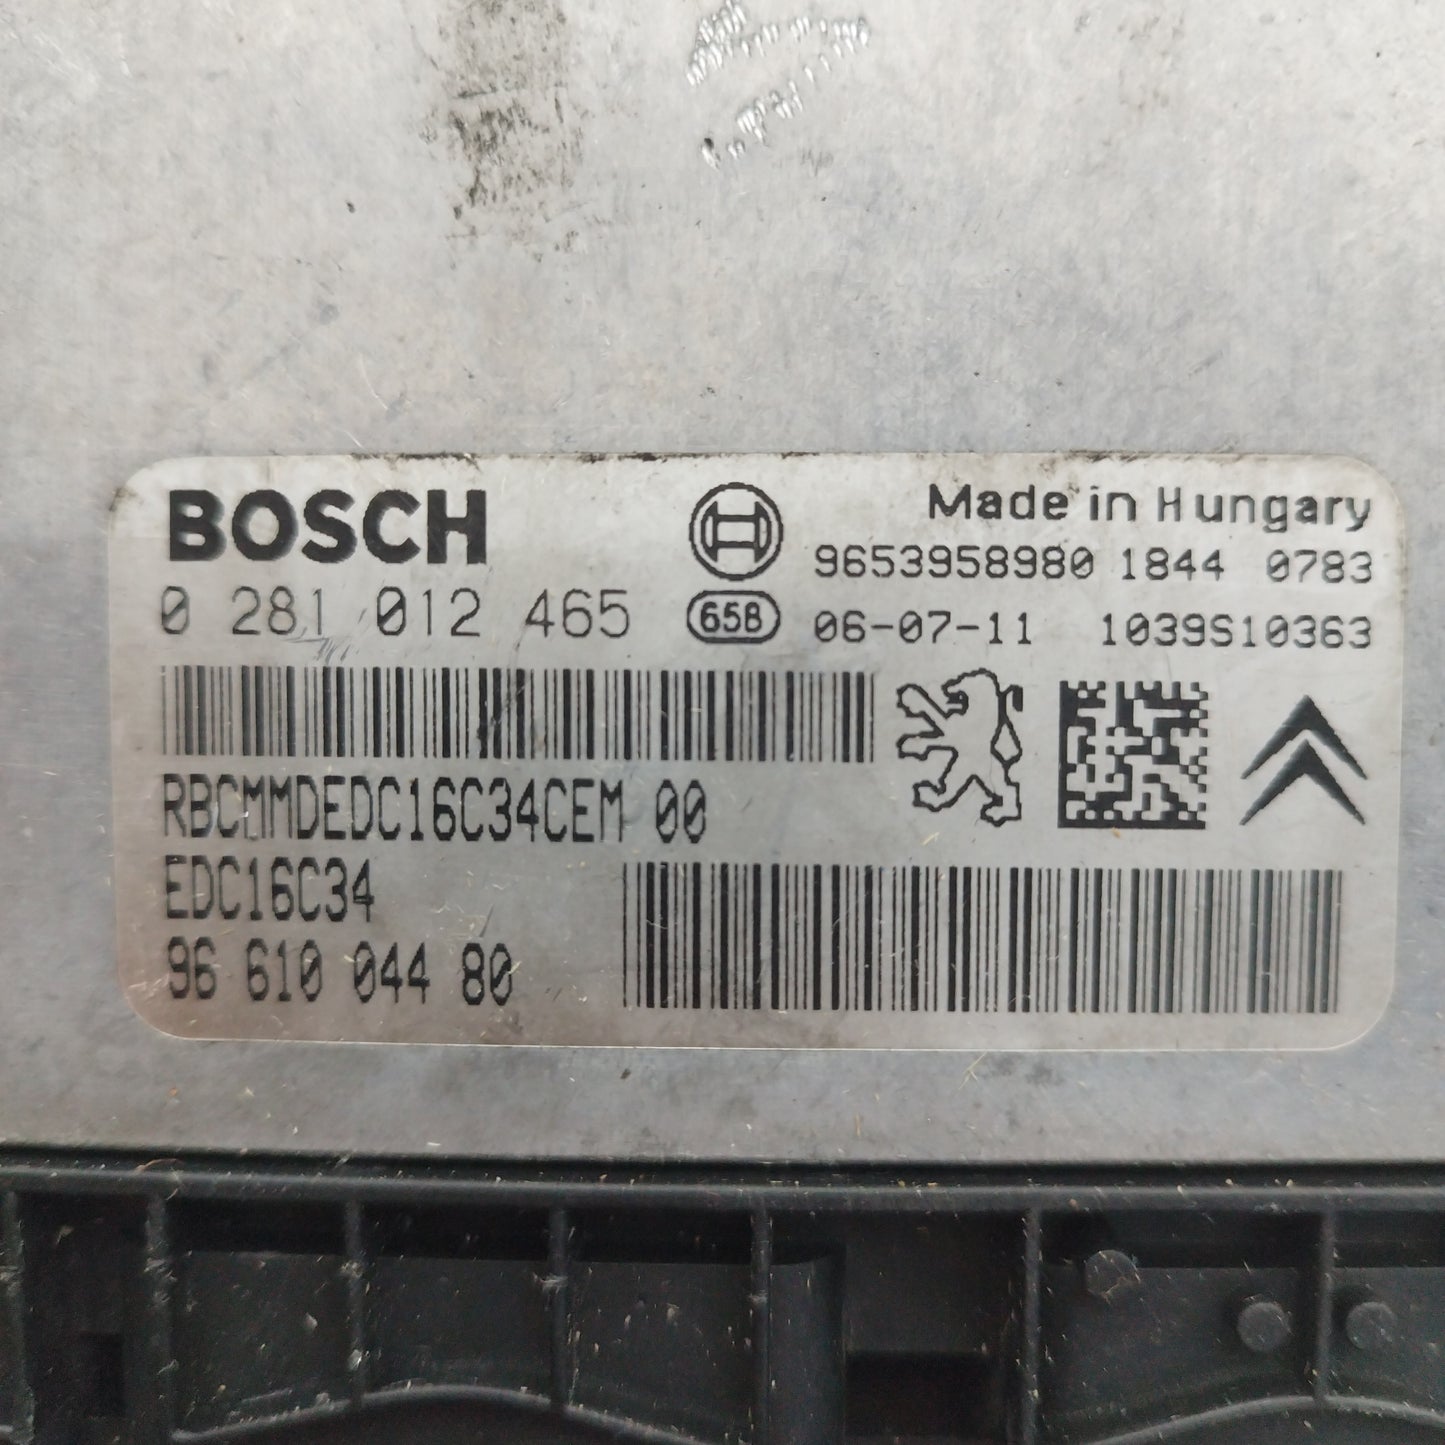 BOSCH
Made in Hungary
9653958980 1844 0783
0 281 012 465
65B
06-07-11 1039S10363
RBCMMDEDC16C34CEM 00
EDC16C34
96 610 044 80